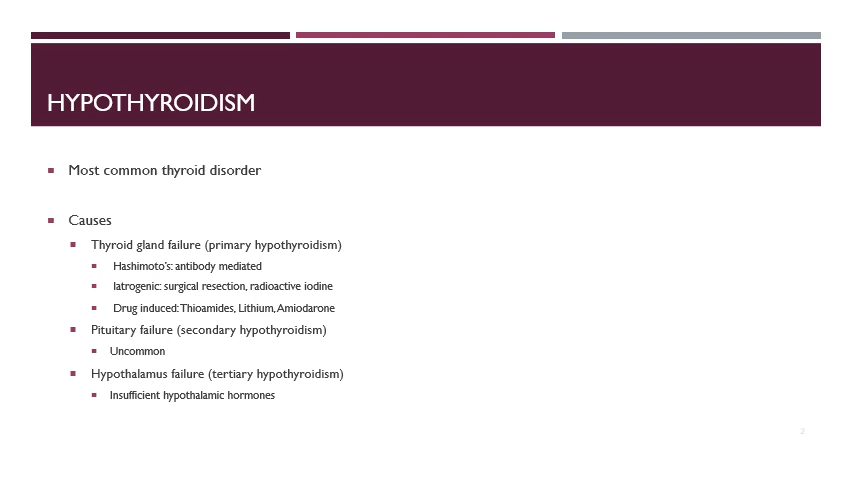 HYPOTHYROIDISM
Most common thyroid disorder
Causes
Thyroid gland failure (primary hypothyroidism)
Hashimoto's: antibody mediated
Iatrogenic: surgical resection, radioactive iodine
Drug induced: Thioamides, Lithium, Amiodarone
Pituitary failure (secondary hypothyroidism)
Uncommon
Hypothalamus failure (tertiary hypothyroidism)
Insufficient hypothalamic hormones
2